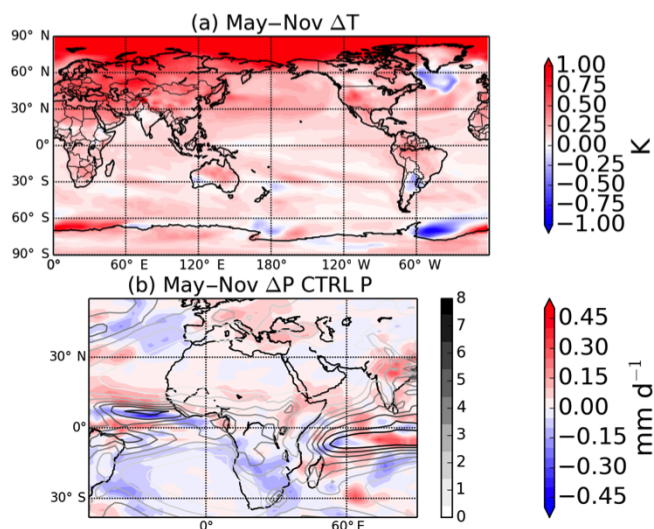 (a) May−Nov ΔT
90° N
60° N
30° N
0°
30° S
60° S
90° S
0° 60° E 120° E 180° 120° W 60° W
1.00
0.75
0.50
0.25
0.00
−0.25
−0.50
−0.75
−1.00
K
(b) May−Nov ΔP CTRL P
30° N
0°
30° S
0° 60° E
8
7
6
5
4
3
2
1
0
0.45
0.30
0.15
0.00
−0.15
−0.30
−0.45
mm d⁻¹